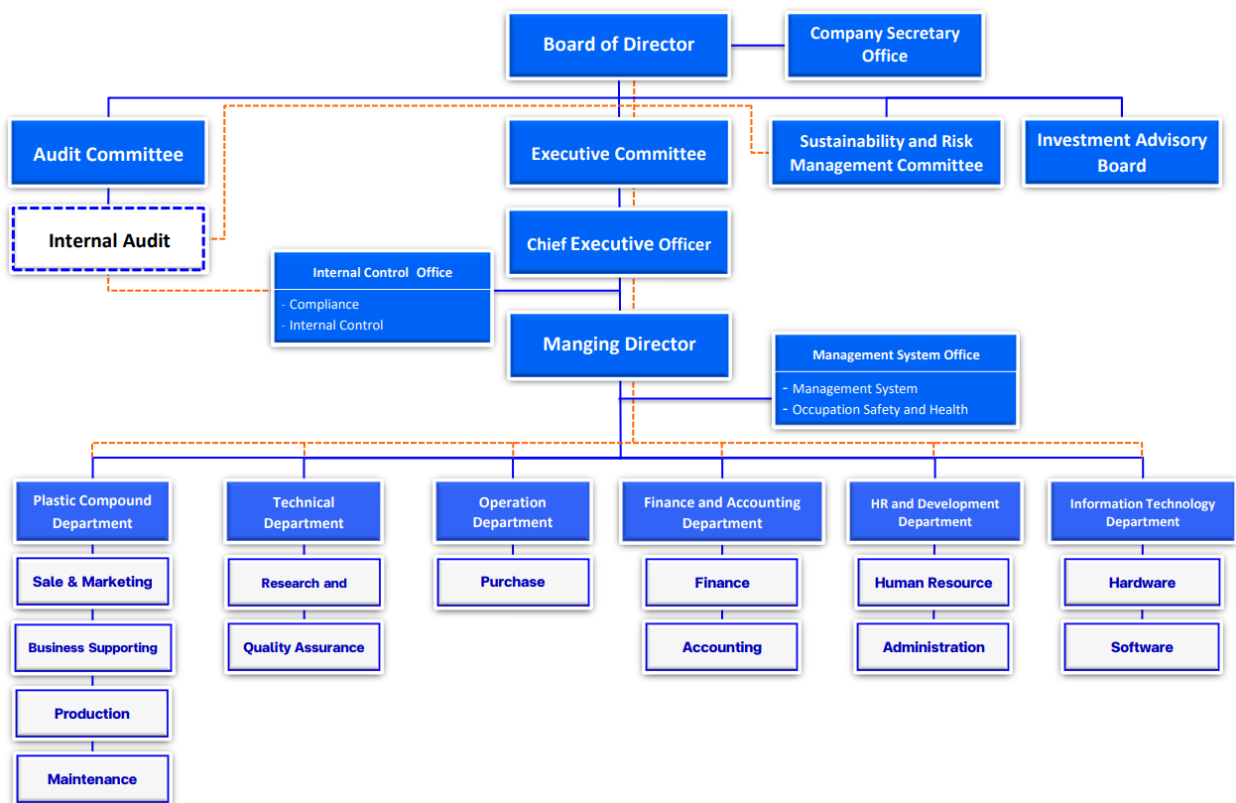 Board of Director
Company Secretary
Office
Audit Committee
Executive Committee
Sustainability and Risk
Management Committee
Investment Advisory
Board
Internal Audit
Chief Executive Officer
Internal Control Office
- Compliance
- Internal Control
Manging Director
Management System Office
- Management System
- Occupation Safety and Health
Plastic Compound
Department
Technical
Department
Operation
Department
Finance and Accounting
Department
HR and Development
Department
Information Technology
Department
Sale & Marketing
Research and
Purchase
Finance
Human Resource
Hardware
Business Supporting
Quality Assurance
Accounting
Administration
Software
Production
Maintenance